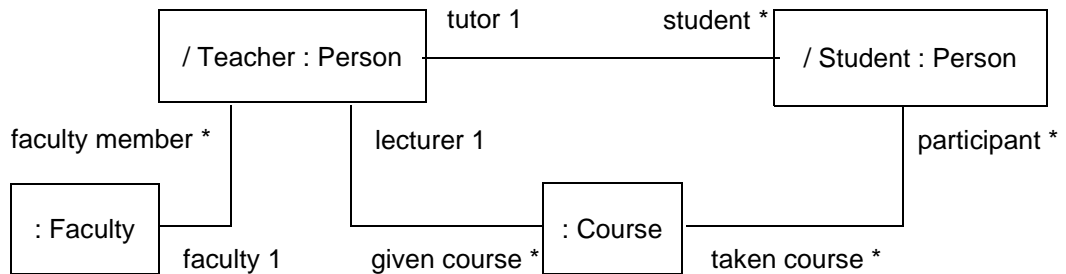 tutor 1
student *
/ Teacher : Person
/ Student : Person
faculty member *
lecturer 1
participant *
: Faculty
: Course
faculty 1
given course *
taken course *